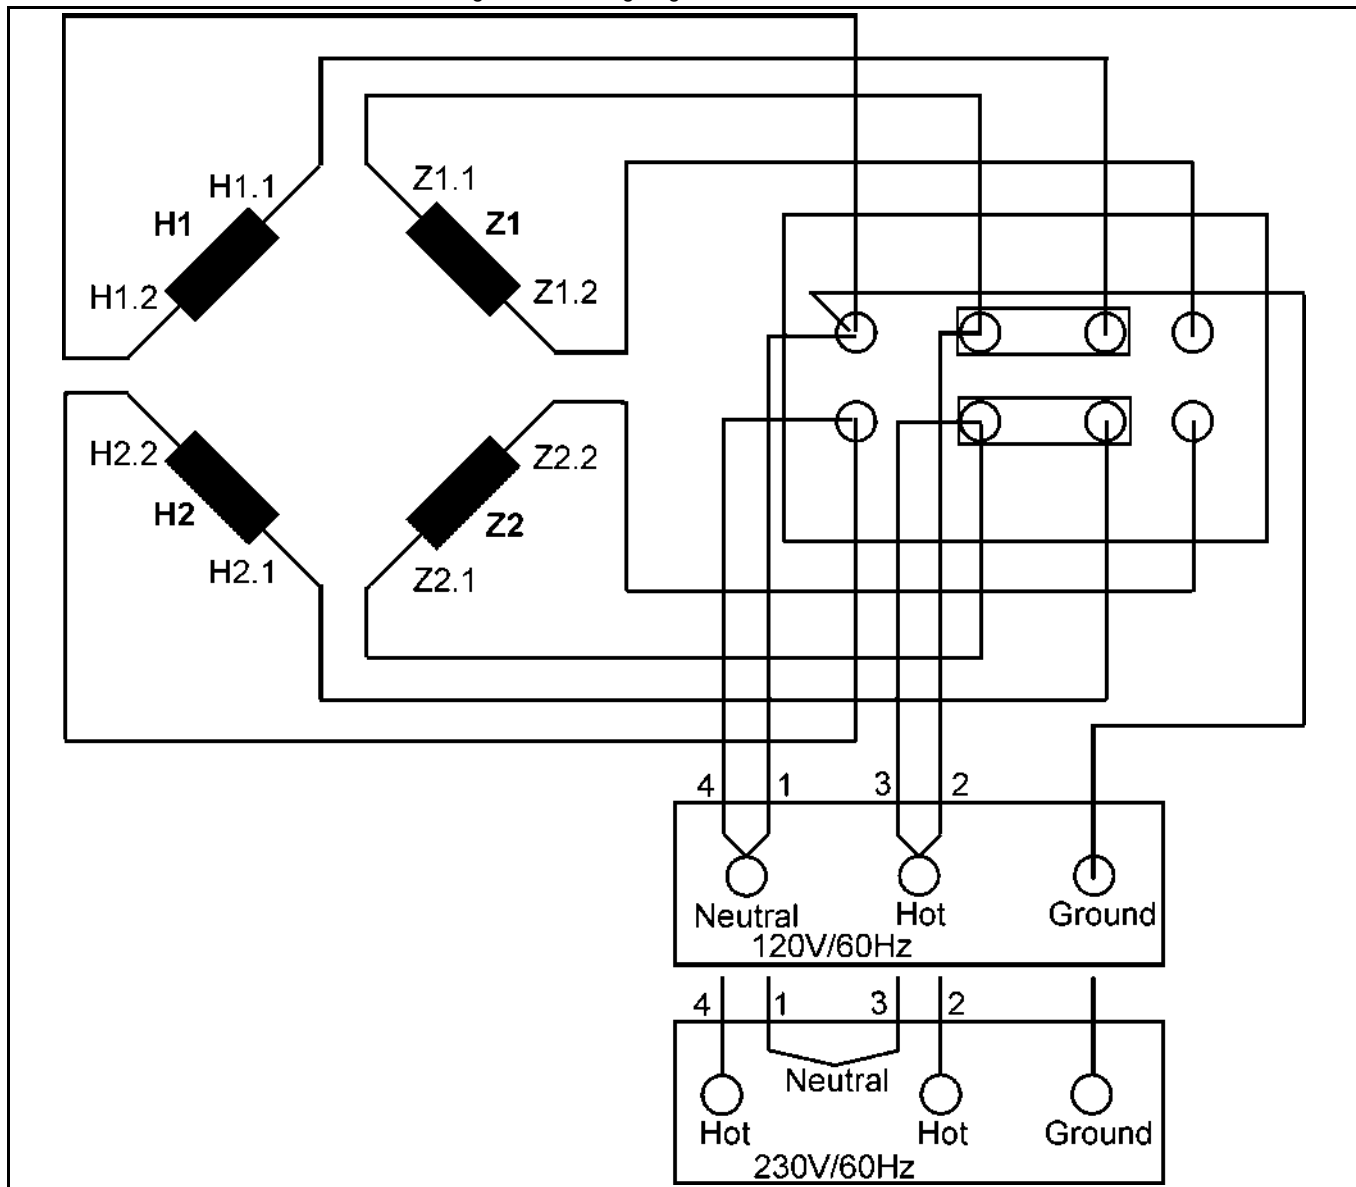 H1.1
Z1.1
H1
Z1
H1.2
Z1.2
H2.2
Z2.2
H2
Z2
H2.1
Z2.1
4 1 3 2
Neutral Hot Ground
120V/60Hz
4 1 3 2
Neutral
Hot Hot Ground
230V/60Hz